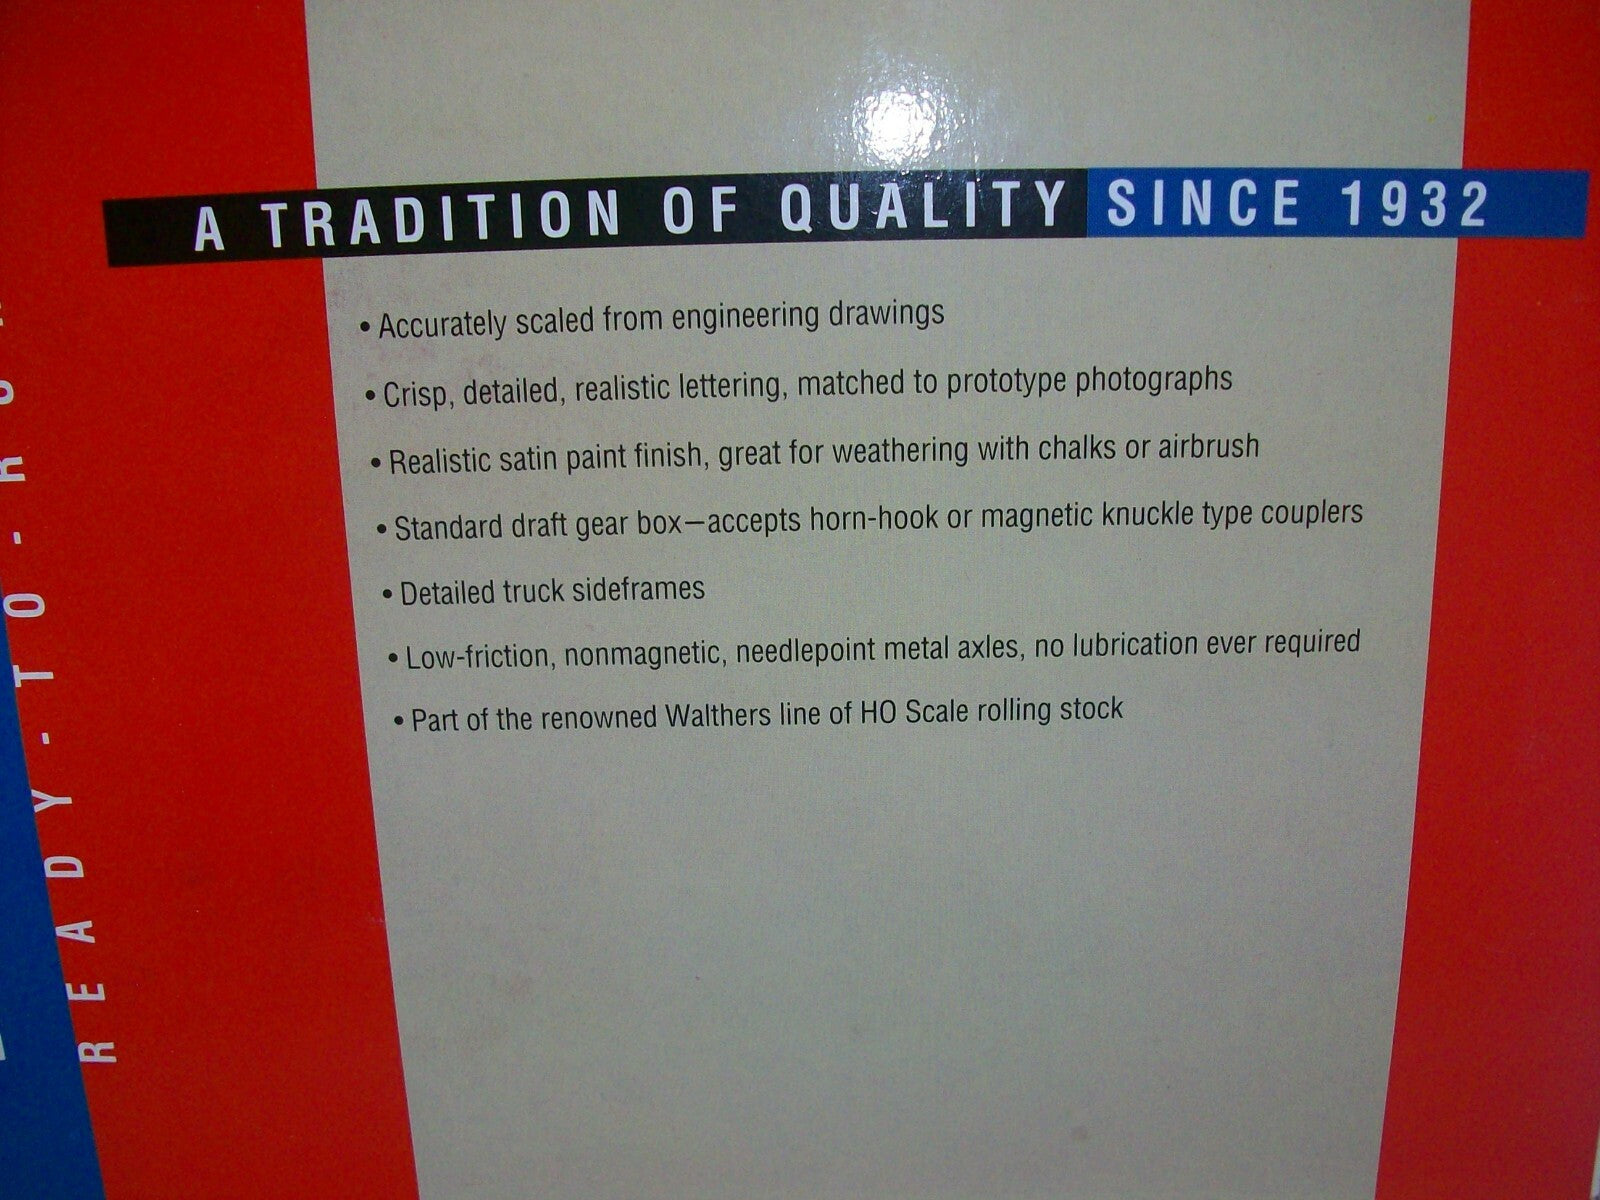 A TRADITION OF QUALITY SINCE 1932
• Accurately scaled from engineering drawings
• Crisp, detailed, realistic lettering, matched to prototype photographs
• Realistic satin paint finish, great for weathering with chalks or airbrush
• Standard draft gear box—accepts horn-hook or magnetic knuckle type couplers
• Detailed truck sideframes
• Low-friction, nonmagnetic, needlepoint metal axles, no lubrication ever required
• Part of the renowned Walthers line of HO Scale rolling stock
READY-TO-RUN